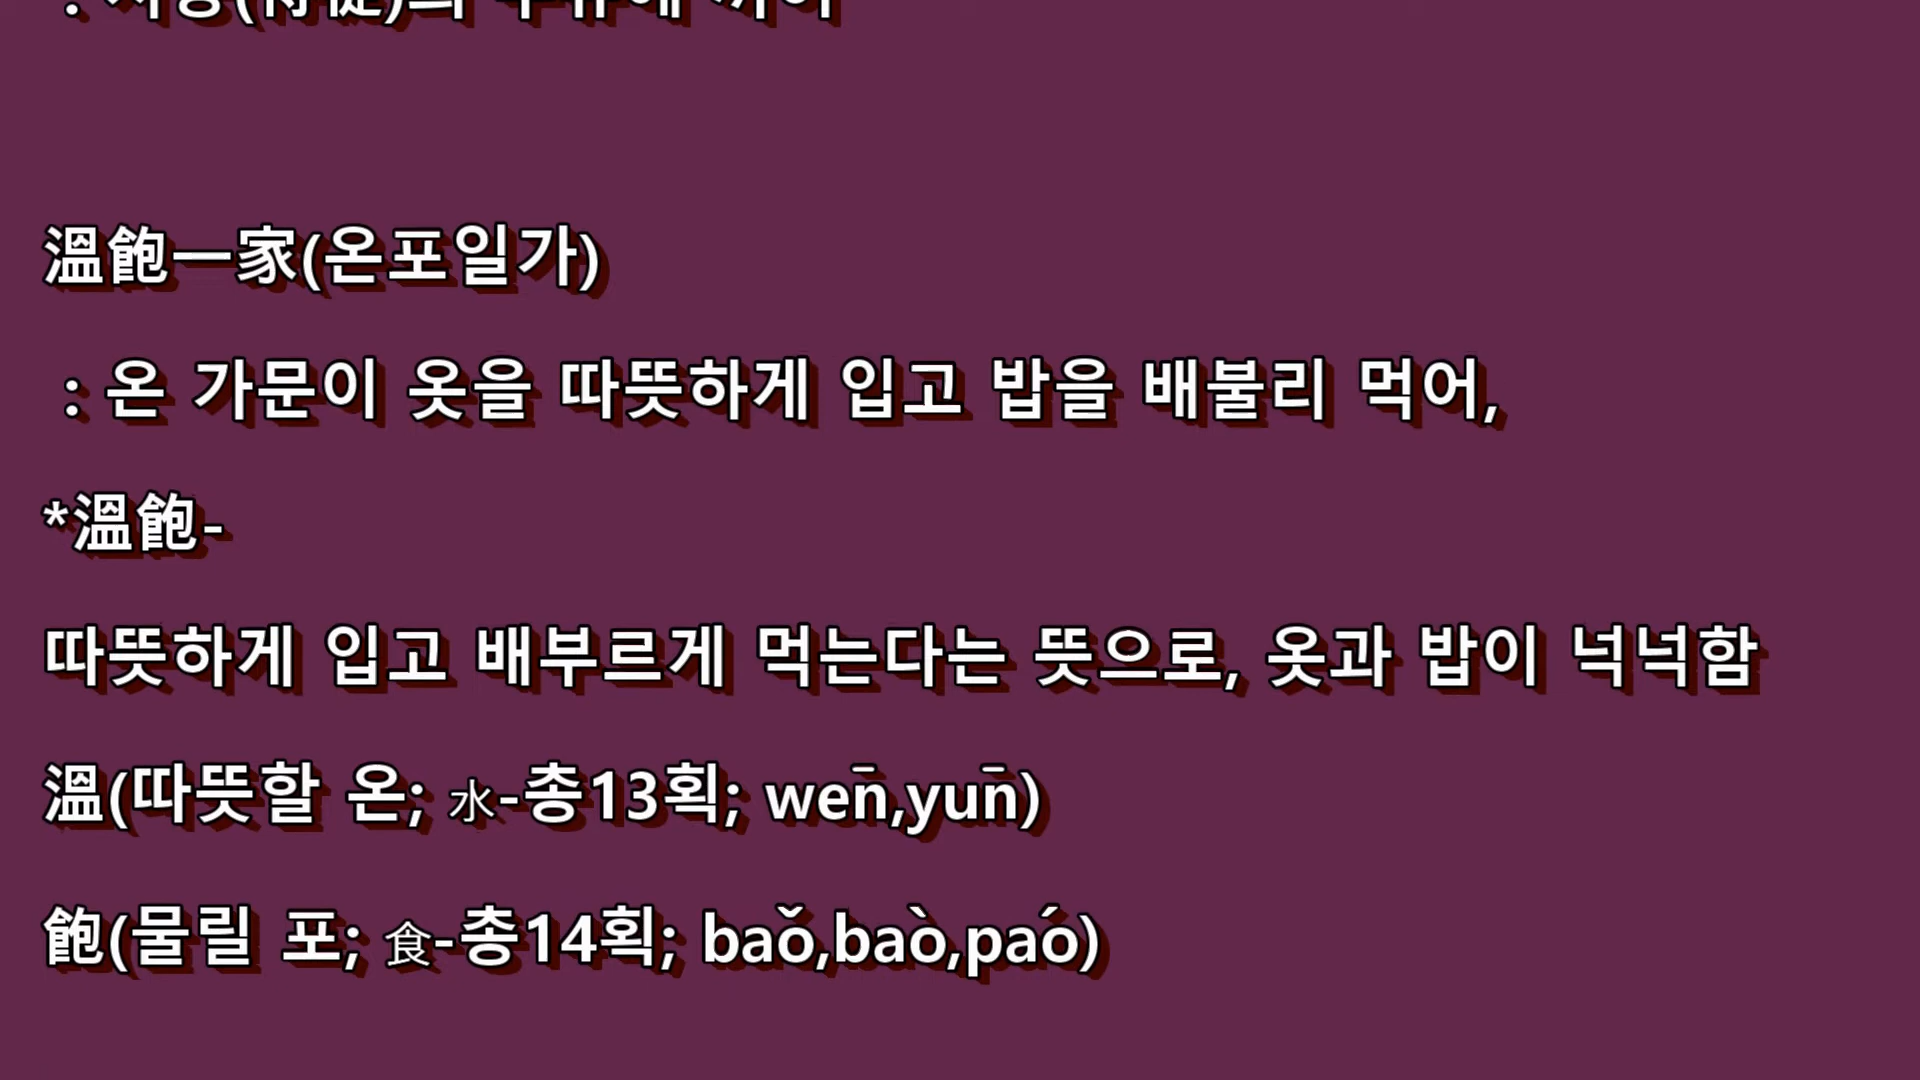 溫飽一家(온포일가)
: 온 가문이 옷을 따뜻하게 입고 밥을 배불리 먹어,
*溫飽-
따뜻하게 입고 배부르게 먹는다는 뜻으로, 옷과 밥이 넉넉함
溫(따뜻할 온; 水-총13획; wen̄,yun̄)
飽(물릴 포; 食-총14획; baǒ,baò,paó)